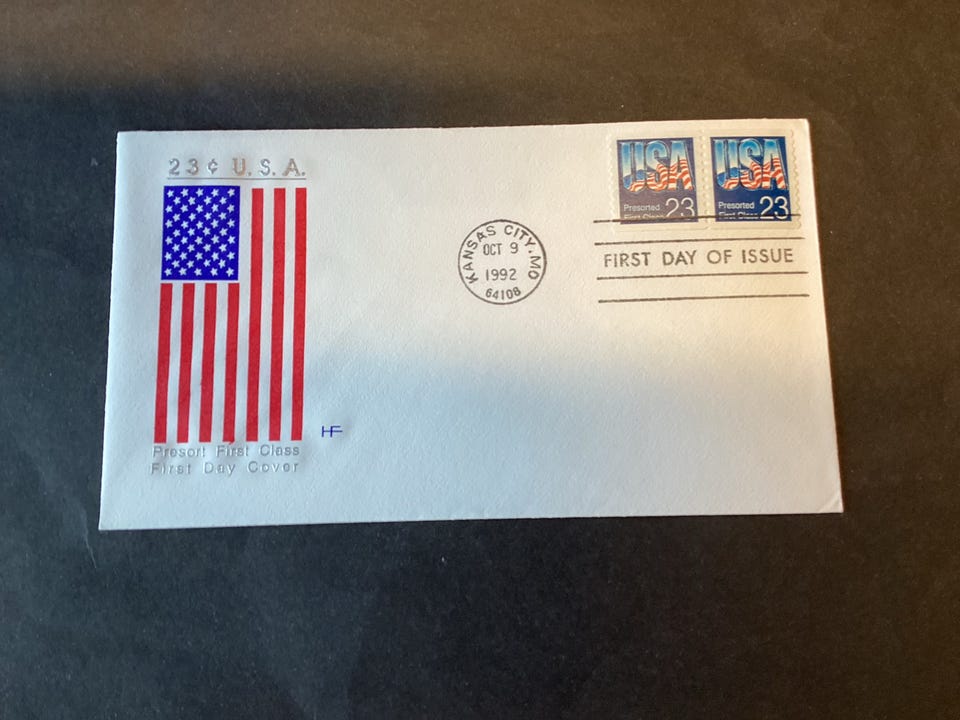 23¢ U.S.A.
USA
Presorted
First Class 23
USA
Presorted
First Class 23
KANSAS CITY, MO
OCT 9
1992
64108
FIRST DAY OF ISSUE
HF
Presort First Class
First Day Cover